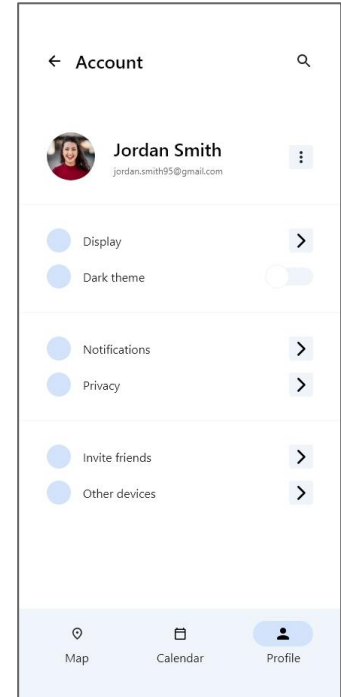 Account
Jordan Smith
jordan.smith95@gmail.com
Display
Dark theme
Notifications
Privacy
Invite friends
Other devices
Map Calendar Profile